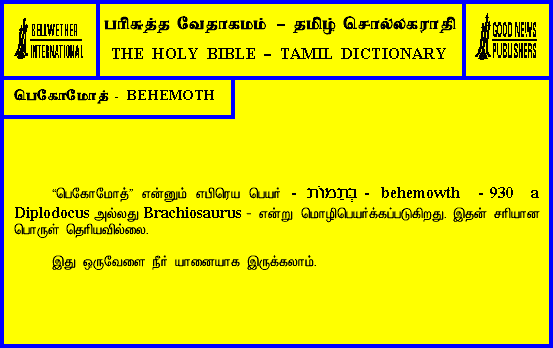 BELLWETHER
INTERNATIONAL
பரிசுத்த வேதாகமம் – தமிழ் சொல்லகராதி
THE HOLY BIBLE – TAMIL DICTIONARY
GOOD NEWS
PUBLISHERS
பெகோமோத் - BEHEMOTH
“பெகோமோத்” என்னும் எபிரெய பெயர் - - behemowth - 930 a
Diplodocus அல்லது Brachiosaurus - என்று மொழிபெயர்க்கப்படுகிறது. இதன் சரியான
பொருள் தெரியவில்லை.
இது ஒருவேளை நீர் யானையாக இருக்கலாம்.